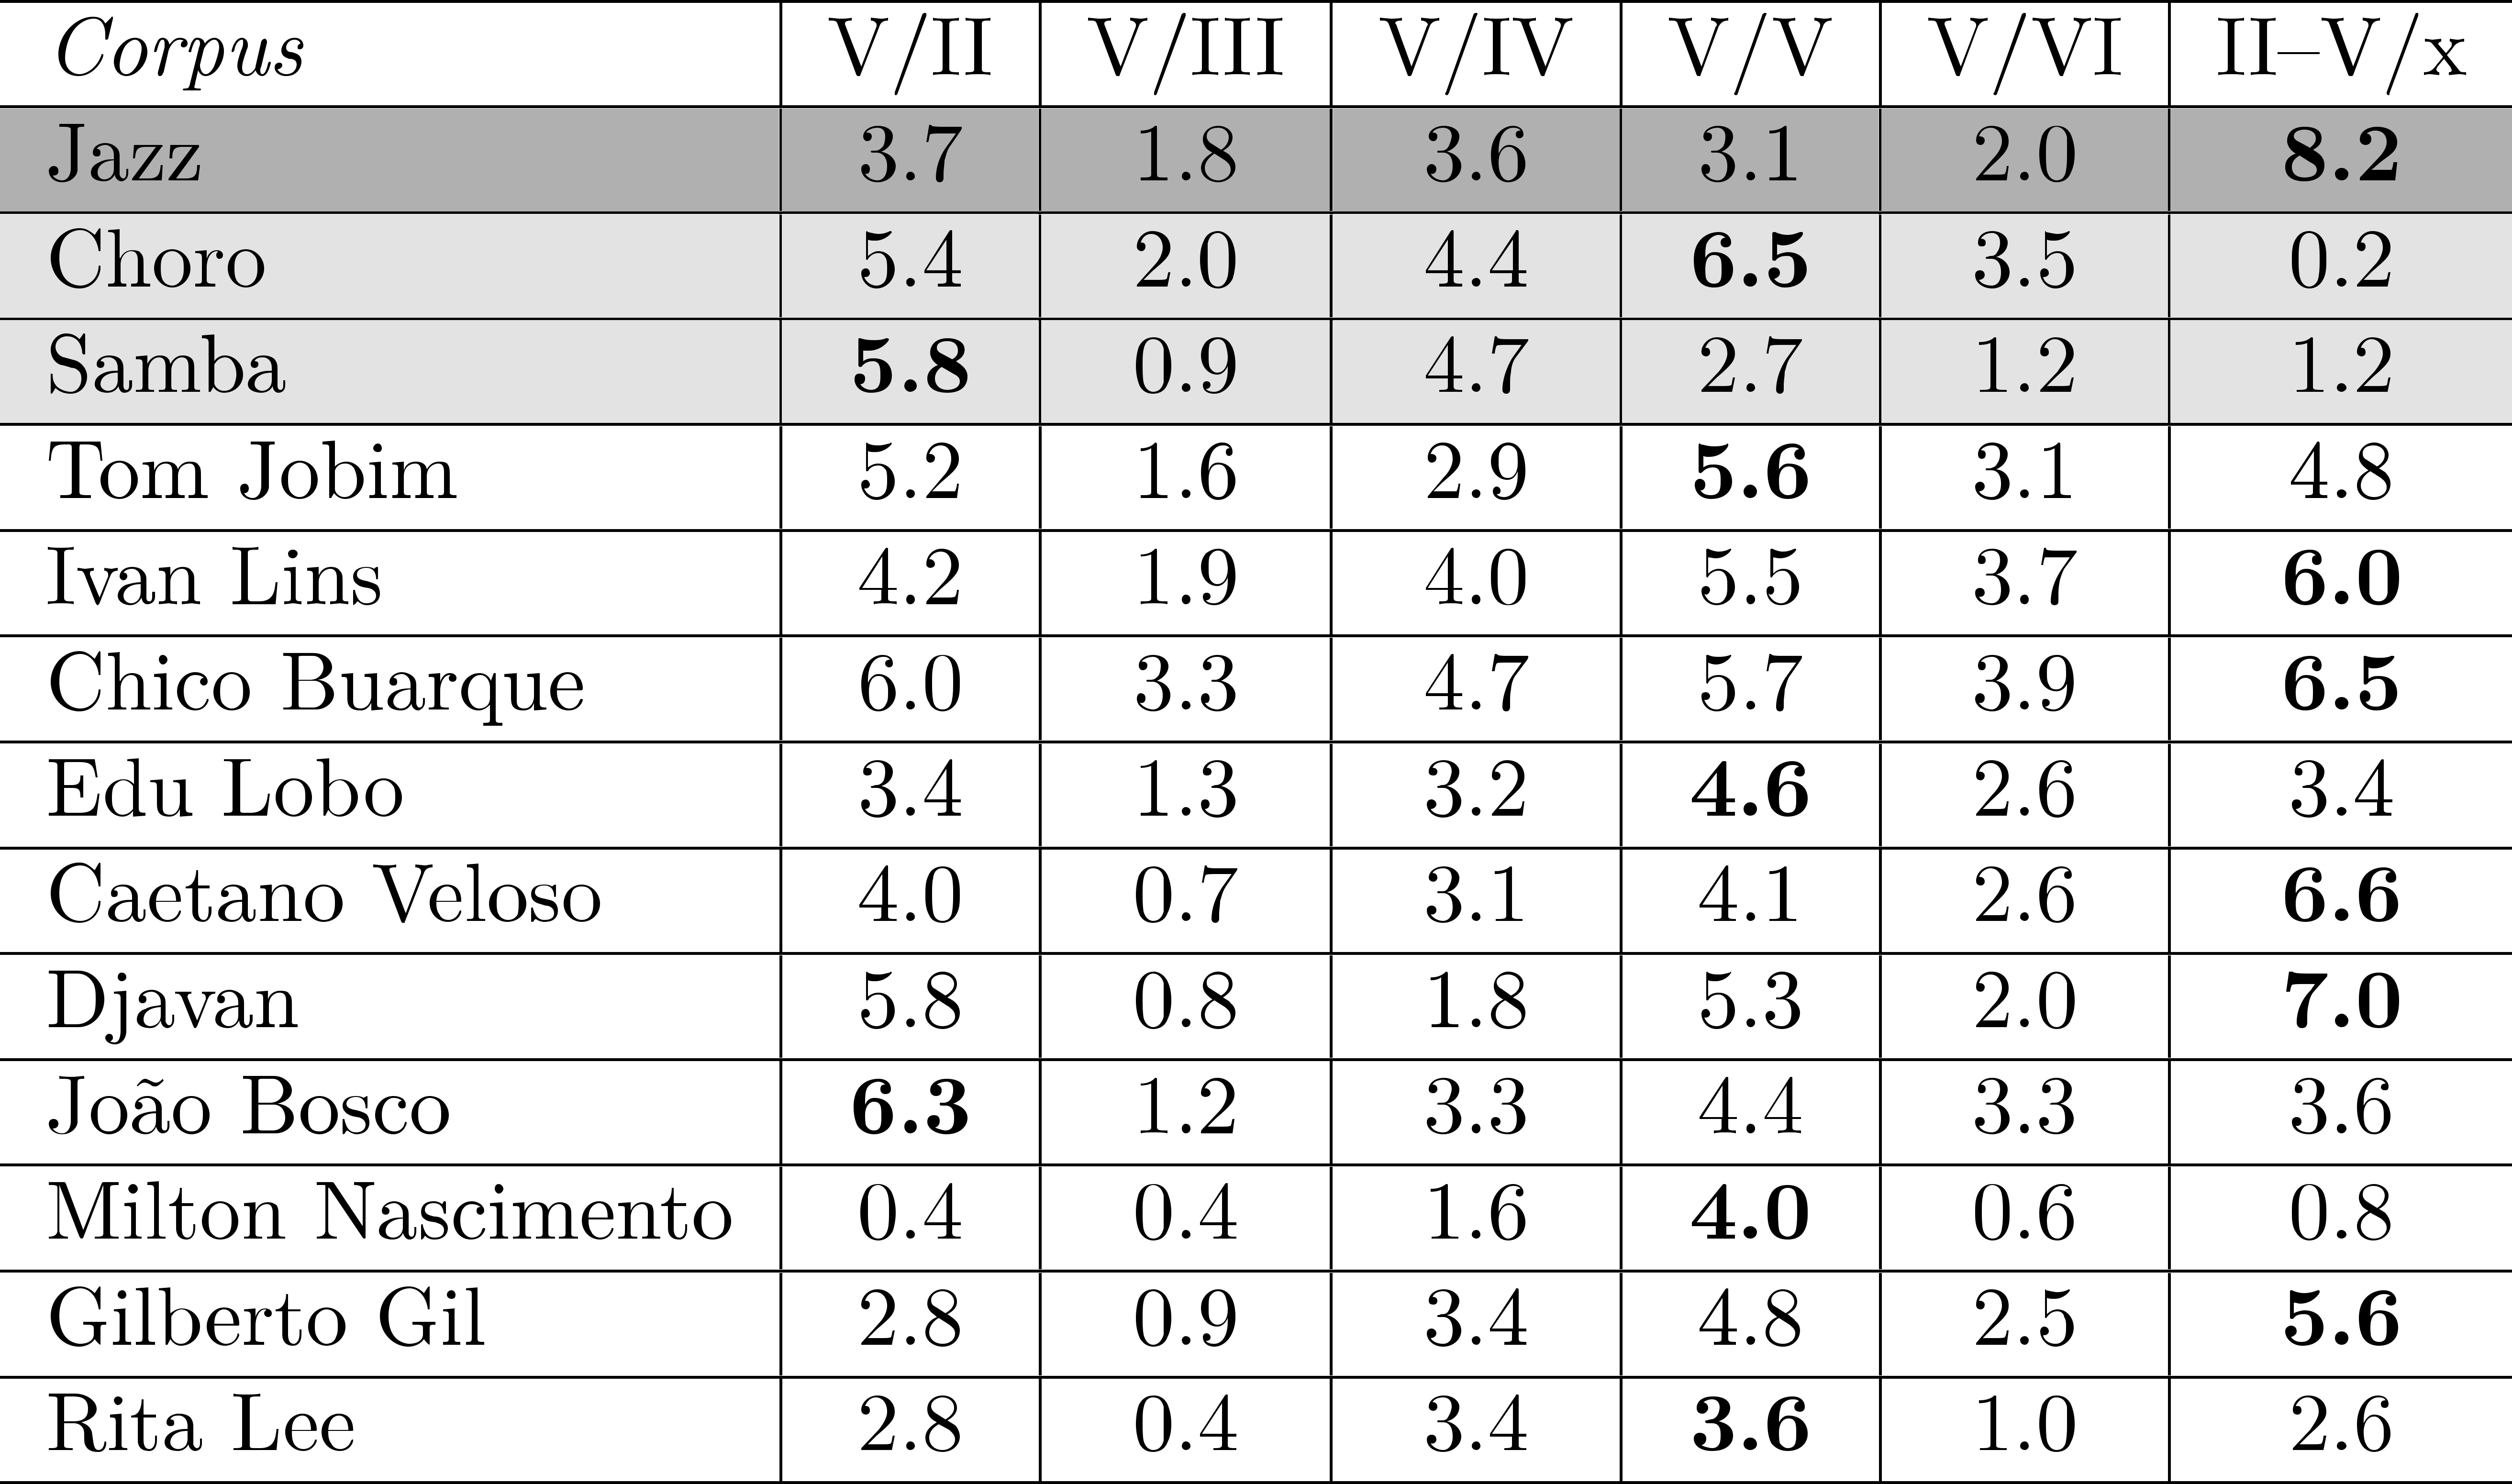 Corpus V/II V/III V/IV V/V V/VI II–V/x
Jazz 3.7 1.8 3.6 3.1 2.0 8.2
Choro 5.4 2.0 4.4 6.5 3.5 0.2
Samba 5.8 0.9 4.7 2.7 1.2 1.2
Tom Jobim 5.2 1.6 2.9 5.6 3.1 4.8
Ivan Lins 4.2 1.9 4.0 5.5 3.7 6.0
Chico Buarque 6.0 3.3 4.7 5.7 3.9 6.5
Edu Lobo 3.4 1.3 3.2 4.6 2.6 3.4
Caetano Veloso 4.0 0.7 3.1 4.1 2.6 6.6
Djavan 5.8 0.8 1.8 5.3 2.0 7.0
João Bosco 6.3 1.2 3.3 4.4 3.3 3.6
Milton Nascimento 0.4 0.4 1.6 4.0 0.6 0.8
Gilberto Gil 2.8 0.9 3.4 4.8 2.5 5.6
Rita Lee 2.8 0.4 3.4 3.6 1.0 2.6